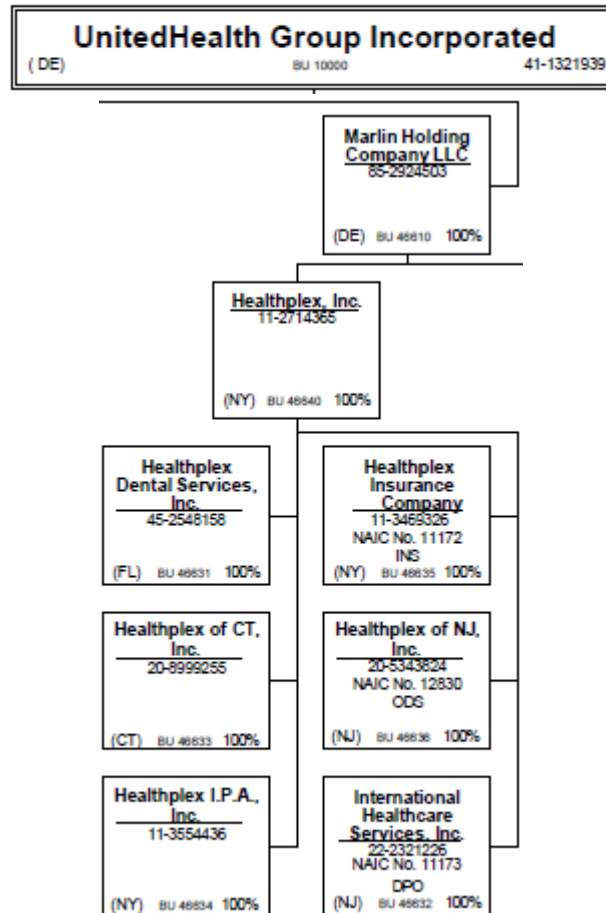 UnitedHealth Group Incorporated
( DE) BU 10000 41-1321939
Marlin Holding
Company LLC
85-2924503
(DE) BU 46610 100%
Healthplex, Inc.
11-2714365
(NY) BU 46640 100%
Healthplex
Dental Services,
Inc.
45-2548158
(FL) BU 46631 100%
Healthplex
Insurance
Company
11-3469326
NAIC No. 11172
INS
(NY) BU 46635 100%
Healthplex of CT,
Inc.
20-8999255
(CT) BU 46633 100%
Healthplex of NJ,
Inc.
20-5343824
NAIC No. 12830
ODS
(NJ) BU 46636 100%
Healthplex I.P.A.,
Inc.
11-3554436
(NY) BU 46634 100%
International
Healthcare
Services, Inc.
22-2321226
NAIC No. 11173
DPO
(NJ) BU 46632 100%